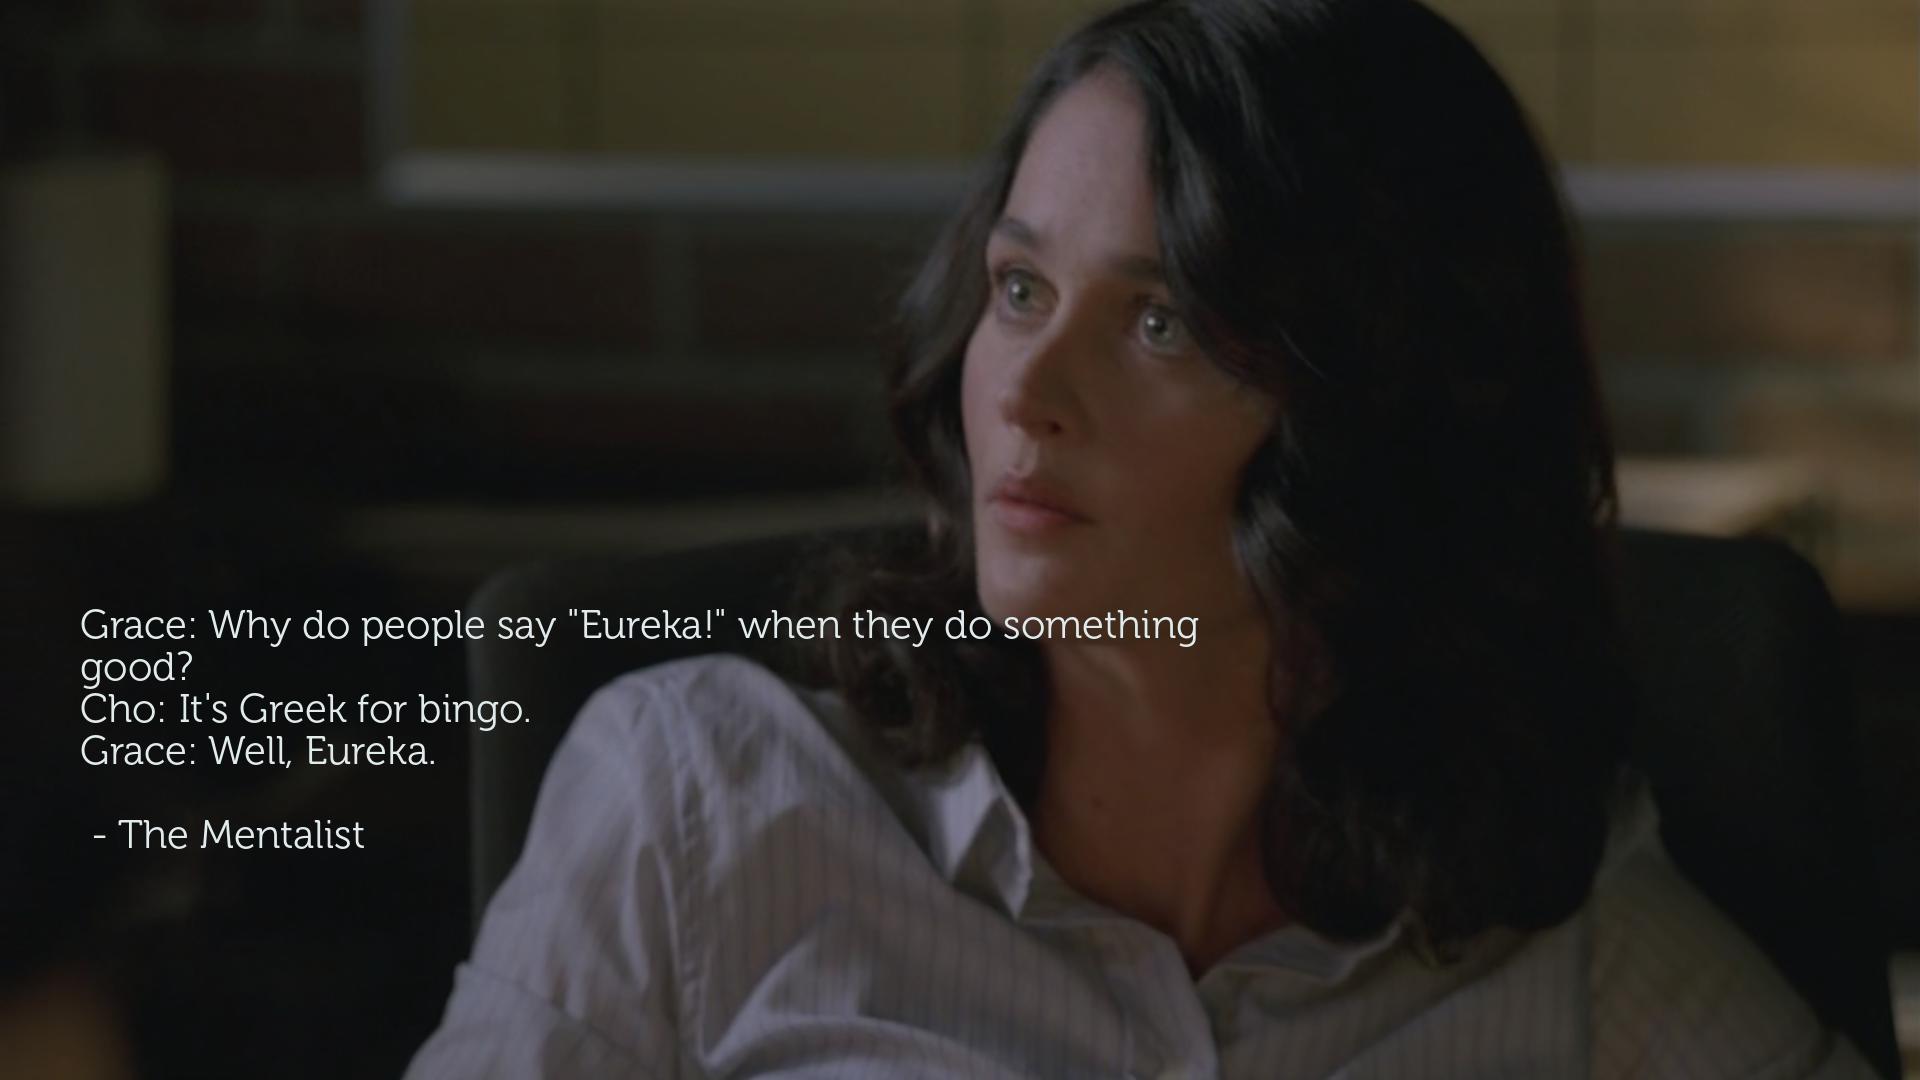 Grace: Why do people say "Eureka!" when they do something
good?
Cho: It's Greek for bingo.
Grace: Well, Eureka.
- The Mentalist